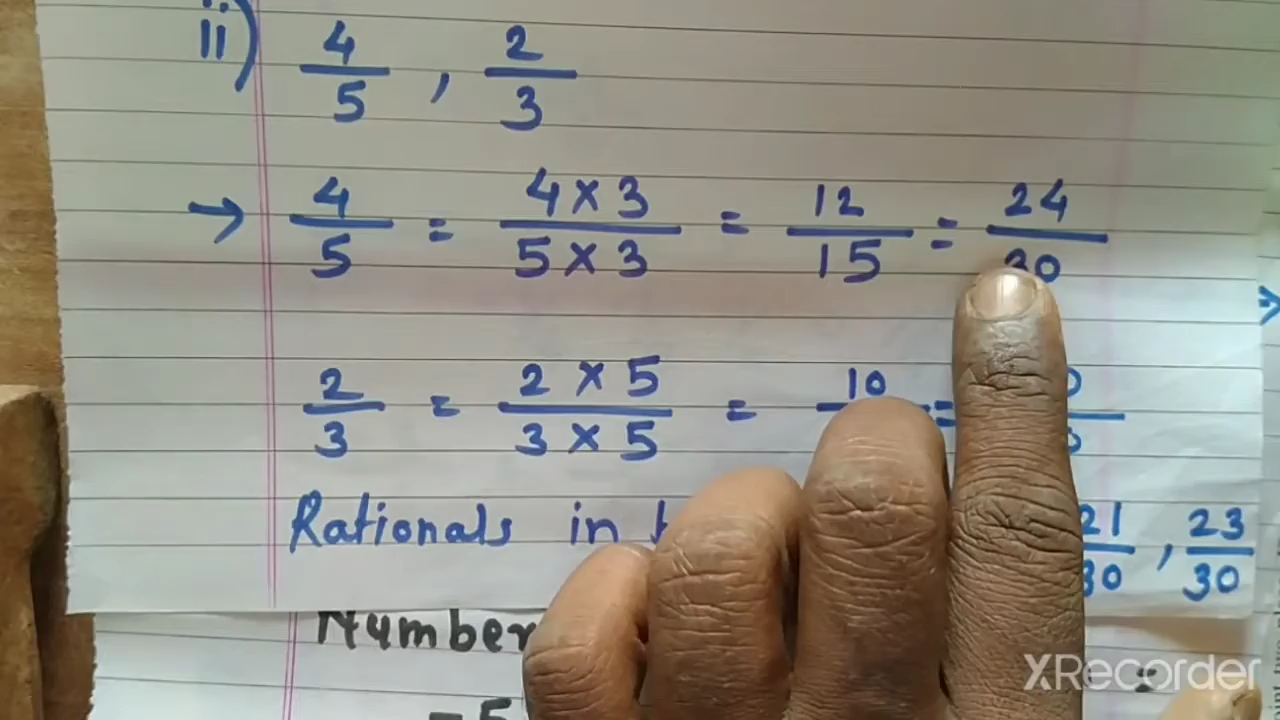 ii) 4/5 , 2/3
→ 4/5 = 4 × 3/5 × 3 = 12/15 = 24/30
2/3 = 2 × 5/3 × 5 = 10 =
Rationals in 21/30 , 23/30
Number
= 5
XRecorder